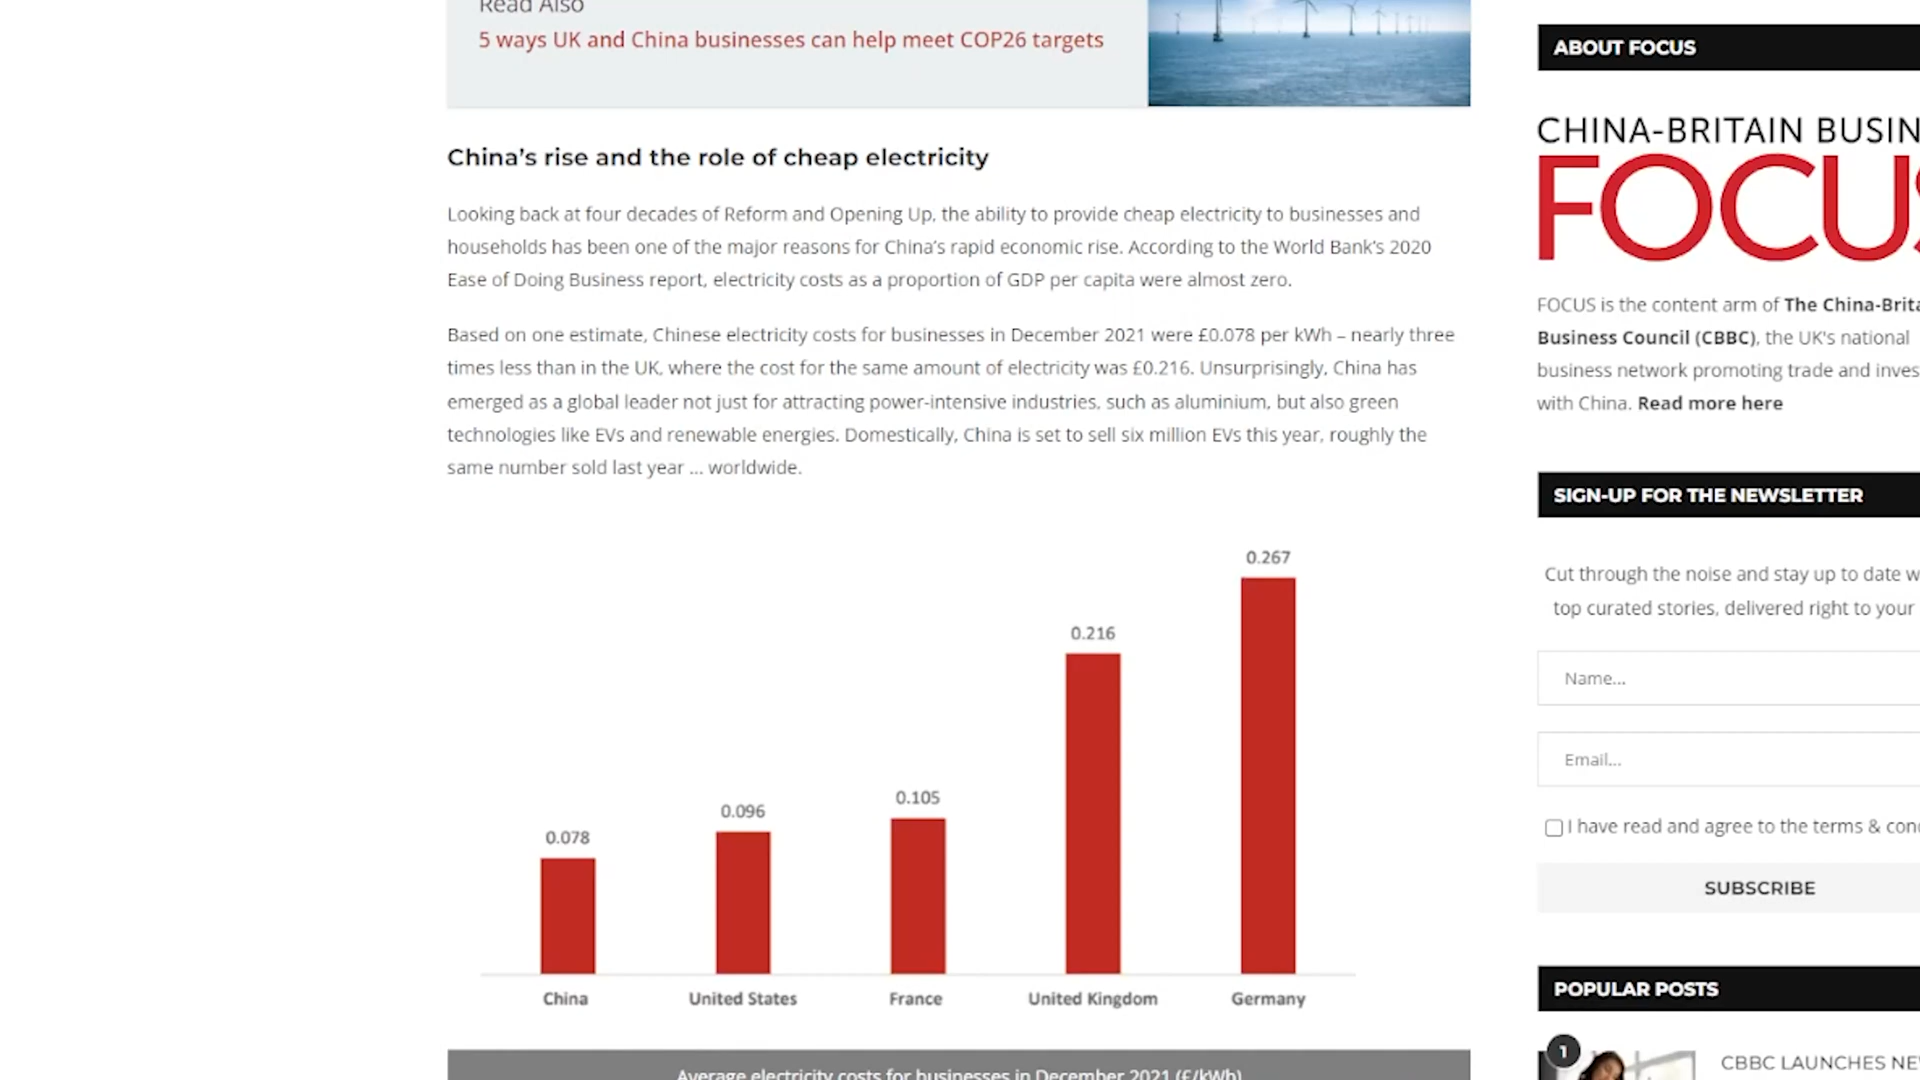 Read Also
5 ways UK and China businesses can help meet COP26 targets
China's rise and the role of cheap electricity
Looking back at four decades of Reform and Opening Up, the ability to provide cheap electricity to businesses and
households has been one of the major reasons for China's rapid economic rise. According to the World Bank's 2020
Ease of Doing Business report, electricity costs as a proportion of GDP per capita were almost zero.
Based on one estimate, Chinese electricity costs for businesses in December 2021 were £0.078 per kWh – nearly three
times less than in the UK, where the cost for the same amount of electricity was £0.216. Unsurprisingly, China has
emerged as a global leader not just for attracting power-intensive industries, such as aluminium, but also green
technologies like EVs and renewable energies. Domestically, China is set to sell six million EVs this year, roughly the
same number sold last year ... worldwide.
0.078
0.096
0.105
0.216
0.267
China
United States
France
United Kingdom
Germany
Average electricity costs for businesses in December 2021 (£/kWh)
ABOUT FOCUS
CHINA-BRITAIN BUSIN
FOCUS
FOCUS is the content arm of The China-Brita
Business Council (CBBC), the UK's national
business network promoting trade and inves
with China. Read more here
SIGN-UP FOR THE NEWSLETTER
Cut through the noise and stay up to date w
top curated stories, delivered right to your
Name...
Email...
I have read and agree to the terms & con
SUBSCRIBE
POPULAR POSTS
1
CBBC LAUNCHES NE